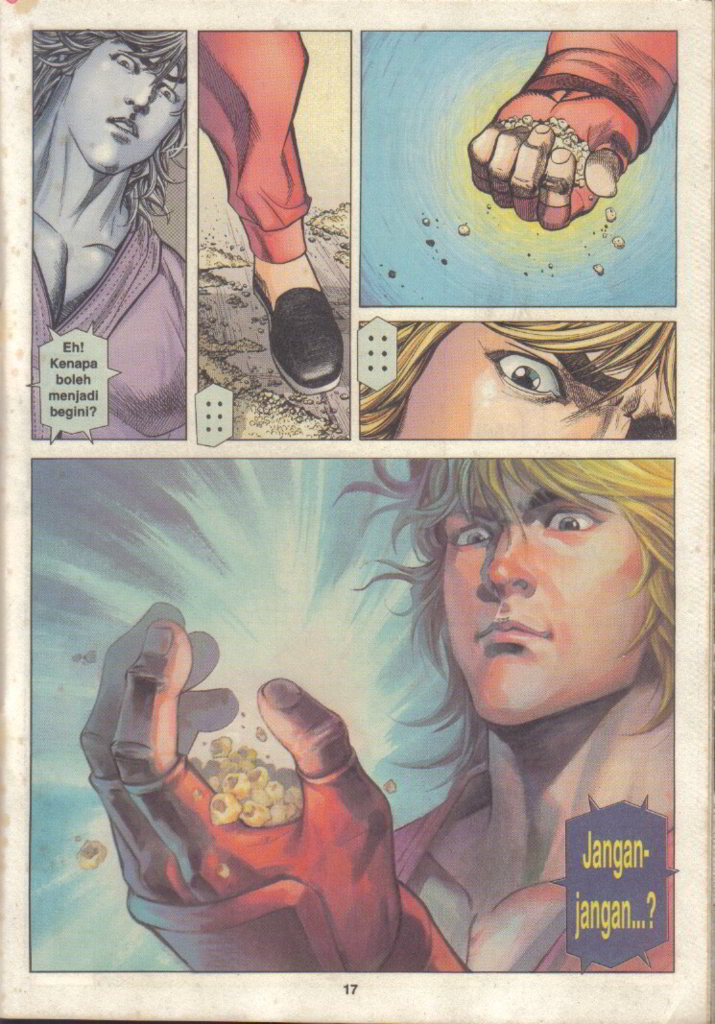 Eh!
Kenapa
boleh
menjadi
begini?
Jangan-
jangan...?
17